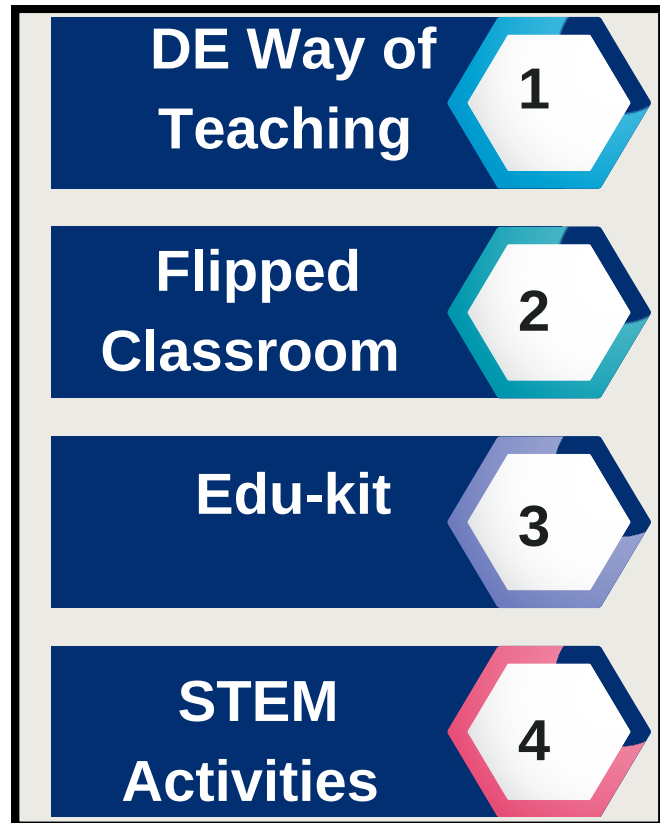 DE Way of
Teaching
1
Flipped
Classroom
2
Edu-kit
3
STEM
Activities
4